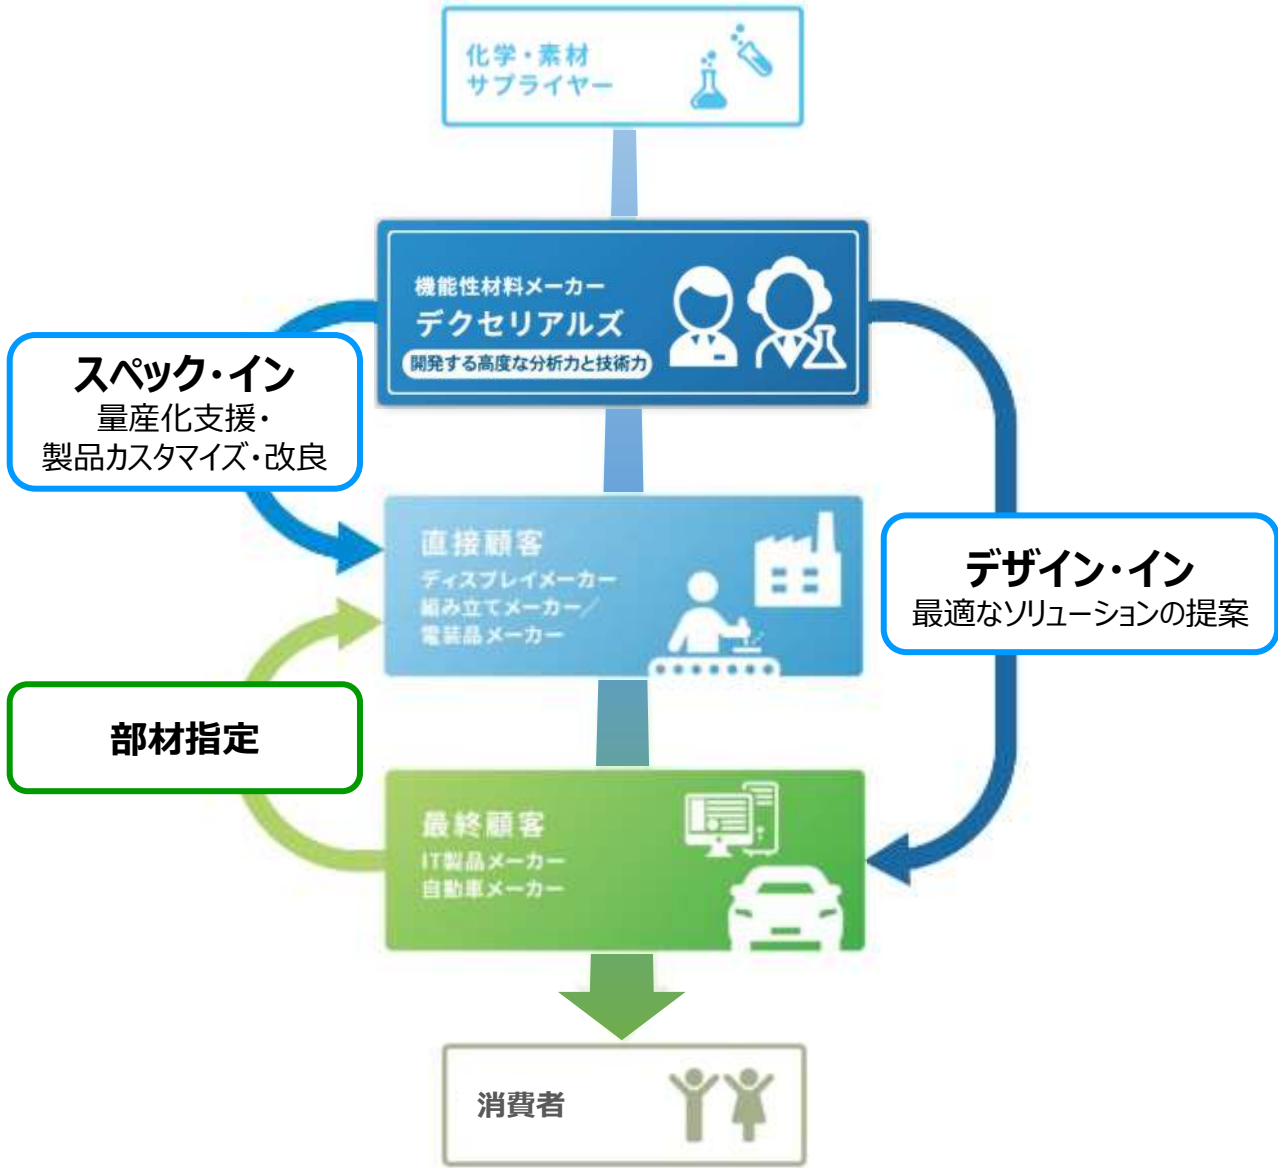 化学・素材
サプライヤー
機能性材料メーカー
デクセリアルズ
開発する高度な分析力と技術力
スペック・イン
量産化支援・
製品カスタマイズ・改良
直接顧客
ディスプレイメーカー
組み立てメーカー／
電装品メーカー
デザイン・イン
最適なソリューションの提案
部材指定
最終顧客
IT製品メーカー
自動車メーカー
消費者